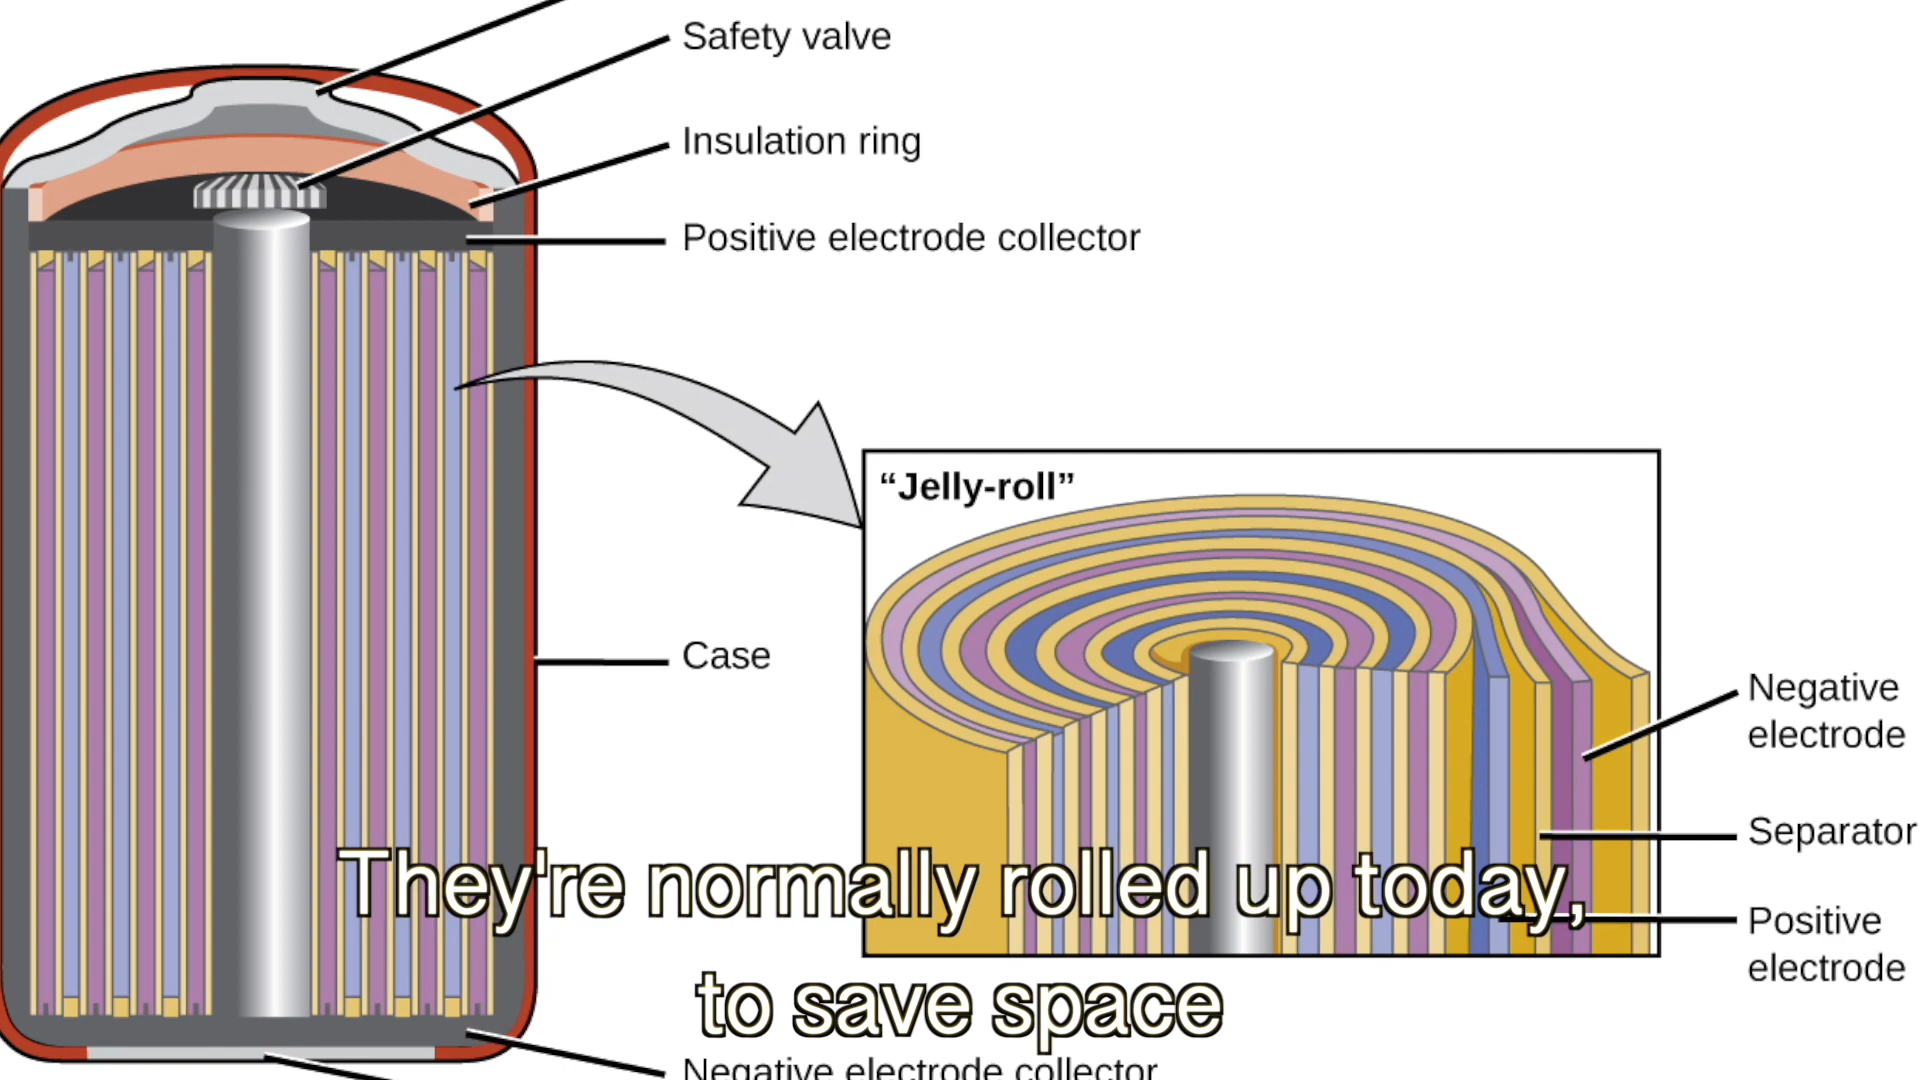 Safety valve
Insulation ring
Positive electrode collector
“Jelly-roll”
Case
Negative
electrode
Separator
Positive
electrode
They're normally rolled up today,
to save space
Negative electrode collector